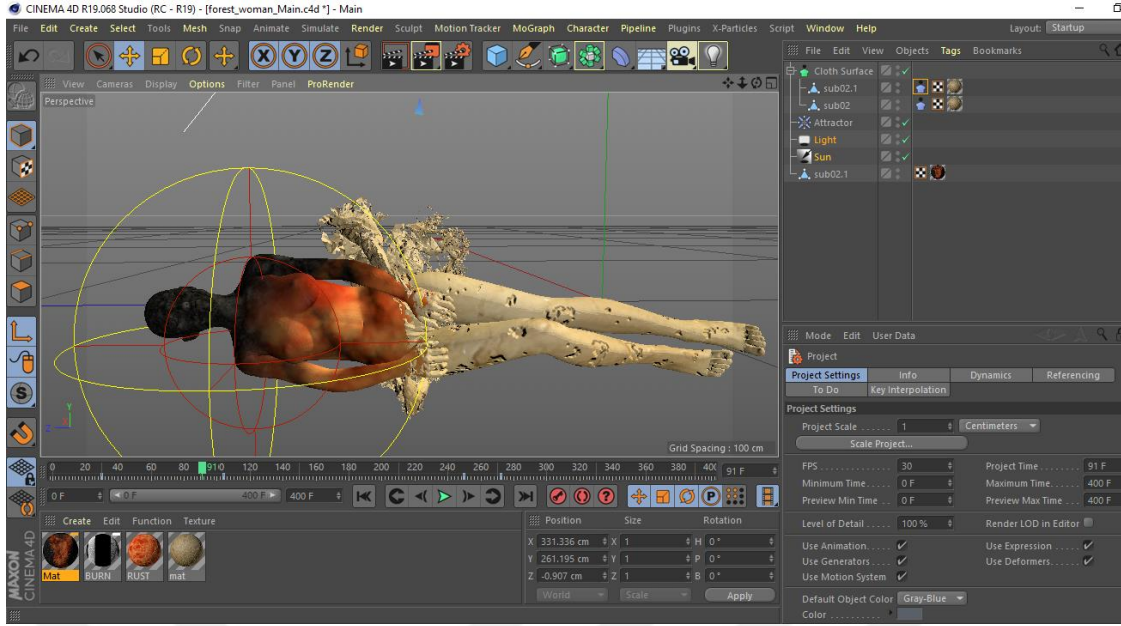 CINEMA 4D R19.068 Studio (RC - R19) - [forest_woman_Main.c4d *] - Main
File Edit Create Select Tools Mesh Snap Animate Simulate Render Sculpt Motion Tracker MoGraph Character Pipeline Plugins X-Particles Script Window Help Layout: Startup
X Y Z
View Cameras Display Options Filter Panel ProRender
Perspective
Y
Z X
Grid Spacing : 100 cm
0 20 40 60 80 9110 120 140 160 180 200 220 240 260 280 300 320 340 360 380 40( 91 F
0 F 0 F 400 F 400 F
Create Edit Function Texture
Mat BURN RUST mat
MAXON
CINEMA4D
Position Size Rotation
X 331.336 cm X 1 H 0°
Y 261.195 cm Y 1 P 0°
Z -0.907 cm Z 1 B 0°
World Scale Apply
File Edit View Objects Tags Bookmarks
Cloth Surface
sub02.1
sub02
Attractor
Light
Sun
sub02.1
Mode Edit User Data
Project
Project Settings Info Dynamics Referencing
To Do Key Interpolation
Project Settings
Project Scale ...... 1 Centimeters
Scale Project...
FPS............. 30 Project Time....... 91 F
Minimum Time..... 0 F Maximum Time...... 400 F
Preview Min Time ... 0 F Preview Max Time ... 400 F
Level of Detail ..... 100 % Render LOD in Editor
Use Animation..... Use Expression .....
Use Generators .... Use Deformers.....
Use Motion System
Default Object Color Gray-Blue
Color ..........